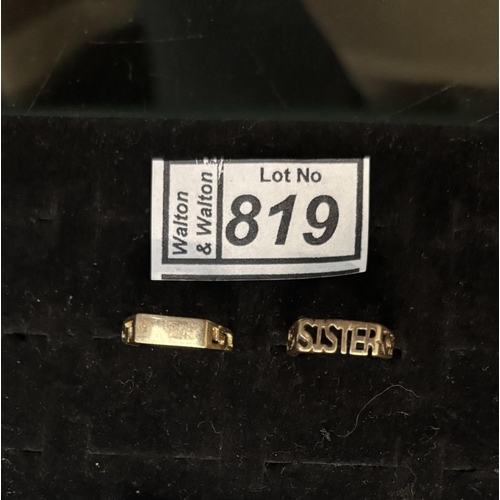 Walton
& Walton
Lot No
819
SISTER